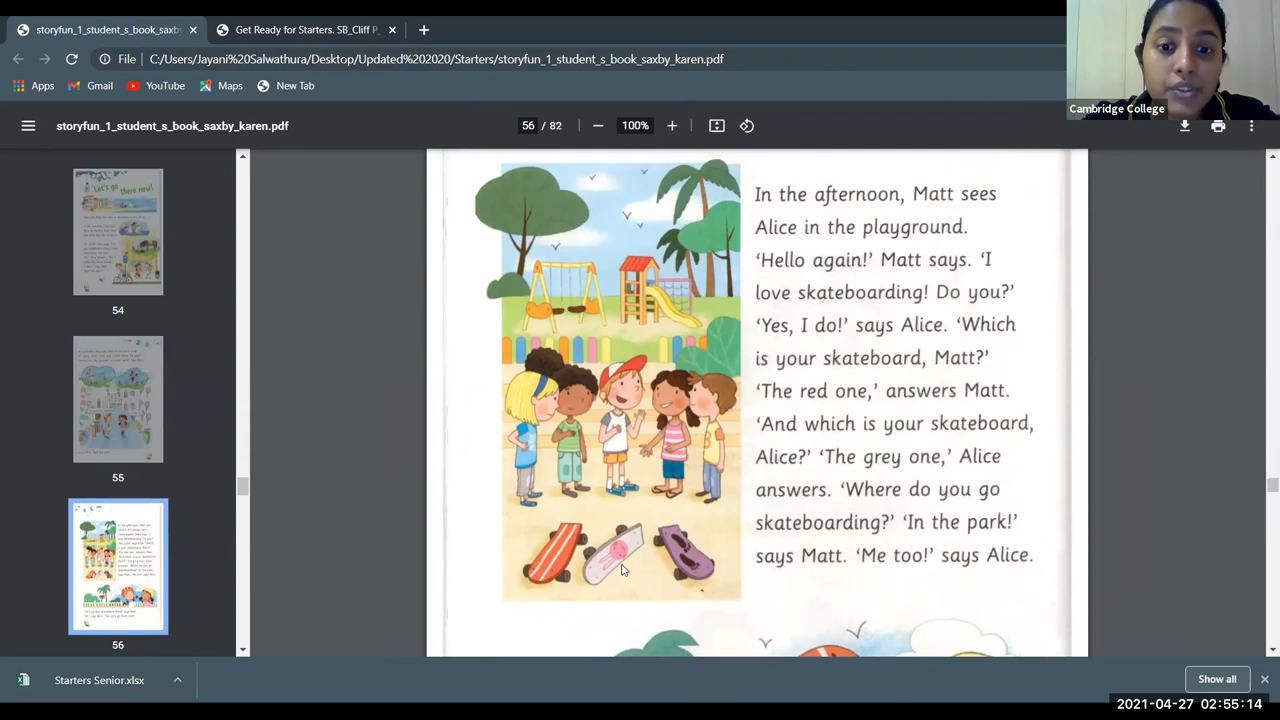 storyfun_1_student_s_book_saxby
Get Ready for Starters. SB_Cliff P
File C:/Users/Jayani%20Salwathura/Desktop/Updated%202020/Starters/storyfun_1_student_s_book_saxby_karen.pdf
Apps Gmail YouTube Maps New Tab
Cambridge College
storyfun_1_student_s_book_saxby_karen.pdf
56 / 82
100%
Let's go there now!
54
55
56
In the afternoon, Matt sees
Alice in the playground.
‘Hello again!’ Matt says. ‘I
love skateboarding! Do you?’
‘Yes, I do!’ says Alice. ‘Which
is your skateboard, Matt?’
‘The red one,’ answers Matt.
‘And which is your skateboard,
Alice?’ ‘The grey one,’ Alice
answers. ‘Where do you go
skateboarding?’ ‘In the park!’
says Matt. ‘Me too!’ says Alice.
Starters Senior.xlsx
Show all
2021-04-27 02:55:14